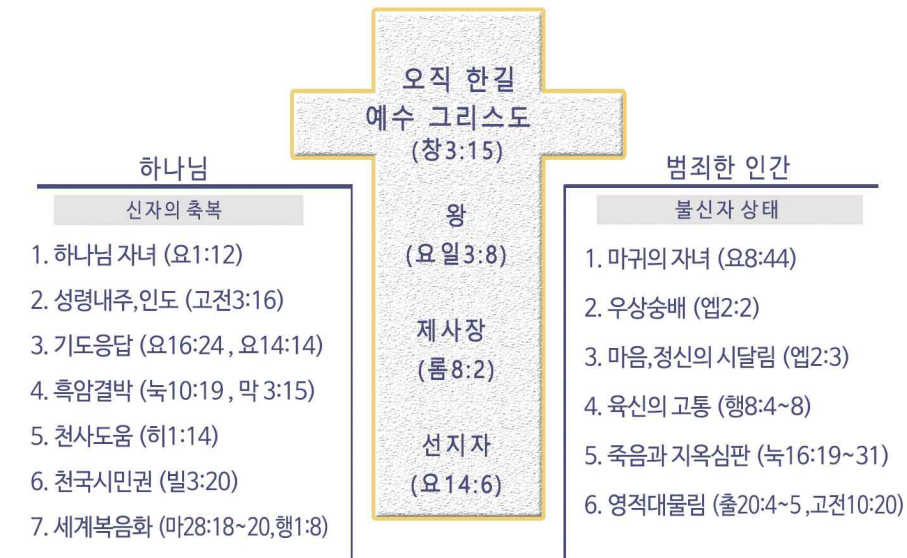 오직 한길
예수 그리스도
(창3:15)
왕
(요일3:8)
제사장
(롬8:2)
선지자
(요14:6)
하나님
신자의 축복
1. 하나님 자녀 (요1:12)
2. 성령내주,인도 (고전3:16)
3. 기도응답 (요16:24 , 요14:14)
4. 흑암결박 (눅10:19 , 막 3:15)
5. 천사도움 (히1:14)
6. 천국시민권 (빌3:20)
7. 세계복음화 (마28:18~20,행1:8)
범죄한 인간
불신자 상태
1. 마귀의 자녀 (요8:44)
2. 우상숭배 (엡2:2)
3. 마음,정신의 시달림 (엡2:3)
4. 육신의 고통 (행8:4~8)
5. 죽음과 지옥심판 (눅16:19~31)
6. 영적대물림 (출20:4~5 ,고전10:20)